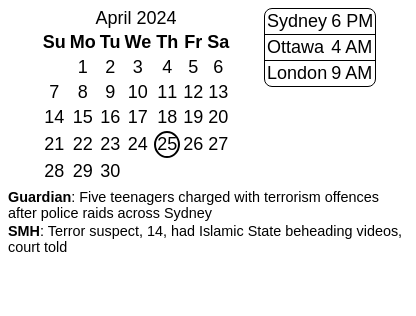 April 2024
Su Mo Tu We Th Fr Sa
1 2 3 4 5 6
7 8 9 10 11 12 13
14 15 16 17 18 19 20
21 22 23 24 25 26 27
28 29 30
Sydney 6 PM
Ottawa 4 AM
London 9 AM
Guardian: Five teenagers charged with terrorism offences
after police raids across Sydney
SMH: Terror suspect, 14, had Islamic State beheading videos,
court told